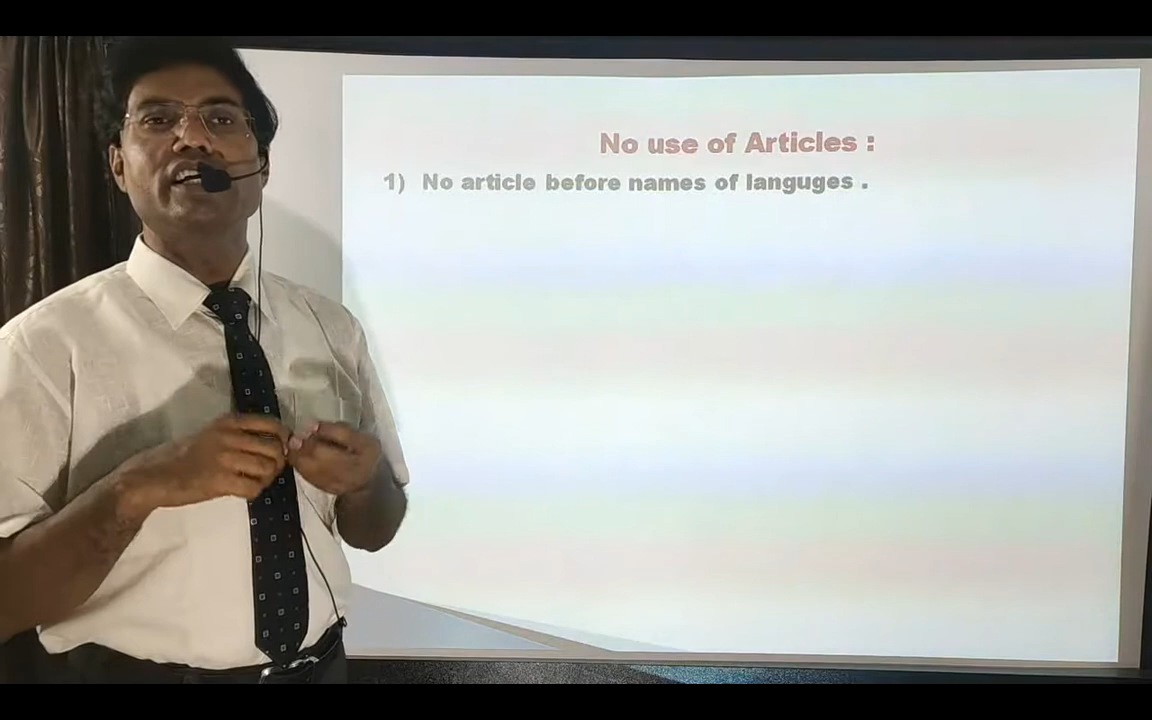 No use of Articles :
1) No article before names of languges .